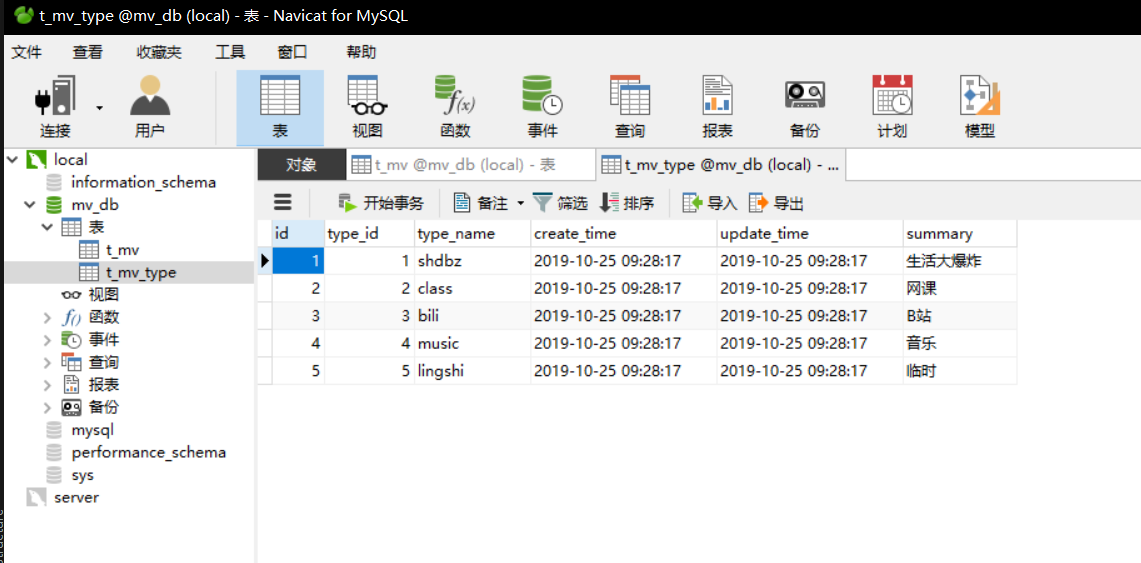 t_mv_type @mv_db (local) - 表 - Navicat for MySQL
文件 查看 收藏夹 工具 窗口 帮助
连接 用户 表 视图 函数 事件 查询 报表 备份 计划 模型
local
information_schema
mv_db
表
t_mv
t_mv_type
视图
函数
事件
查询
报表
备份
mysql
performance_schema
sys
server
对象 t_mv @mv_db (local) - 表 t_mv_type @mv_db (local) - ...
开始事务 备注 筛选 排序 导入 导出
id type_id type_name create_time update_time summary
1 1 shdbz 2019-10-25 09:28:17 2019-10-25 09:28:17 生活大爆炸
2 2 class 2019-10-25 09:28:17 2019-10-25 09:28:17 网课
3 3 bili 2019-10-25 09:28:17 2019-10-25 09:28:17 B站
4 4 music 2019-10-25 09:28:17 2019-10-25 09:28:17 音乐
5 5 lingshi 2019-10-25 09:28:17 2019-10-25 09:28:17 临时